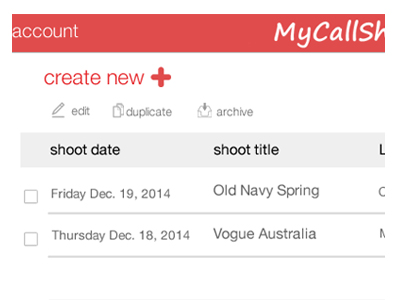 account MyCallSh
create new
edit duplicate archive
shoot date shoot title L
Friday Dec. 19, 2014 Old Navy Spring
Thursday Dec. 18, 2014 Vogue Australia